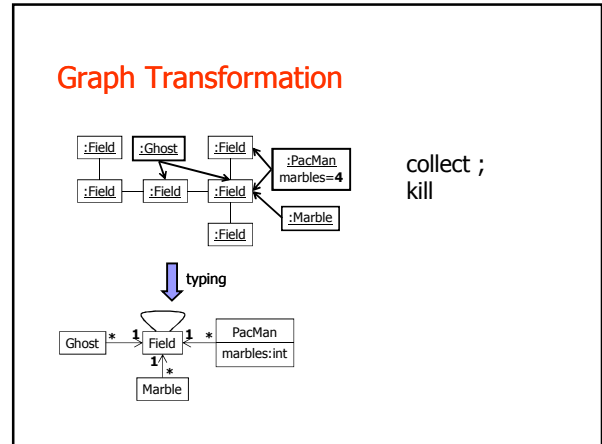 Graph Transformation
:Field
:Ghost
:Field
:PacMan
marbles=4
collect ;
kill
:Field
:Field
:Field
:Marble
:Field
typing
Ghost
*
1
Field
1
*
PacMan
marbles:int
1
*
Marble